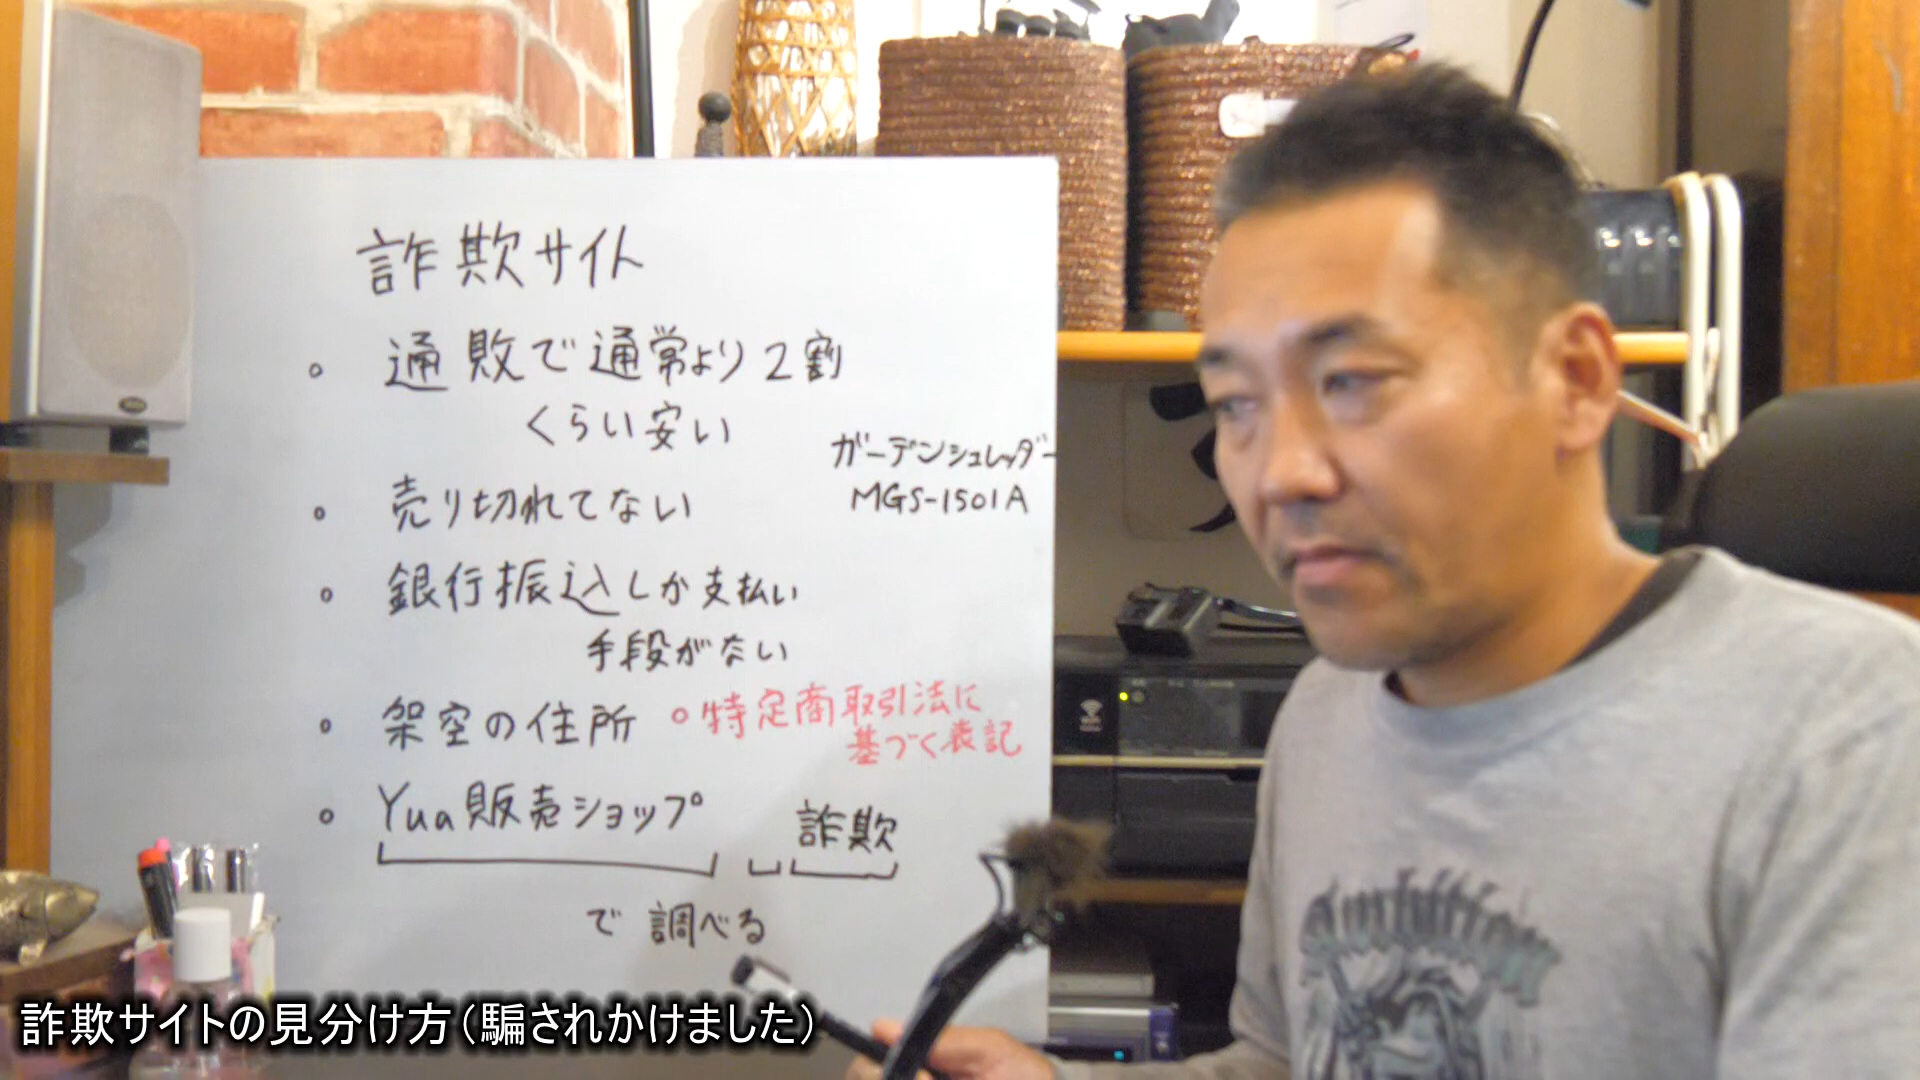 詐欺サイト
。通敗で通常より2割
くらい安い
ガーデンシュレッダー
MGS-1501A
。売り切れてない
。銀行振込しか支払い
手段がない
。架空の住所 。特定商取引法に
基づく表記
。Yua販売ショップ 詐欺
で調べる
詐欺サイトの見分け方(騙されかけました)